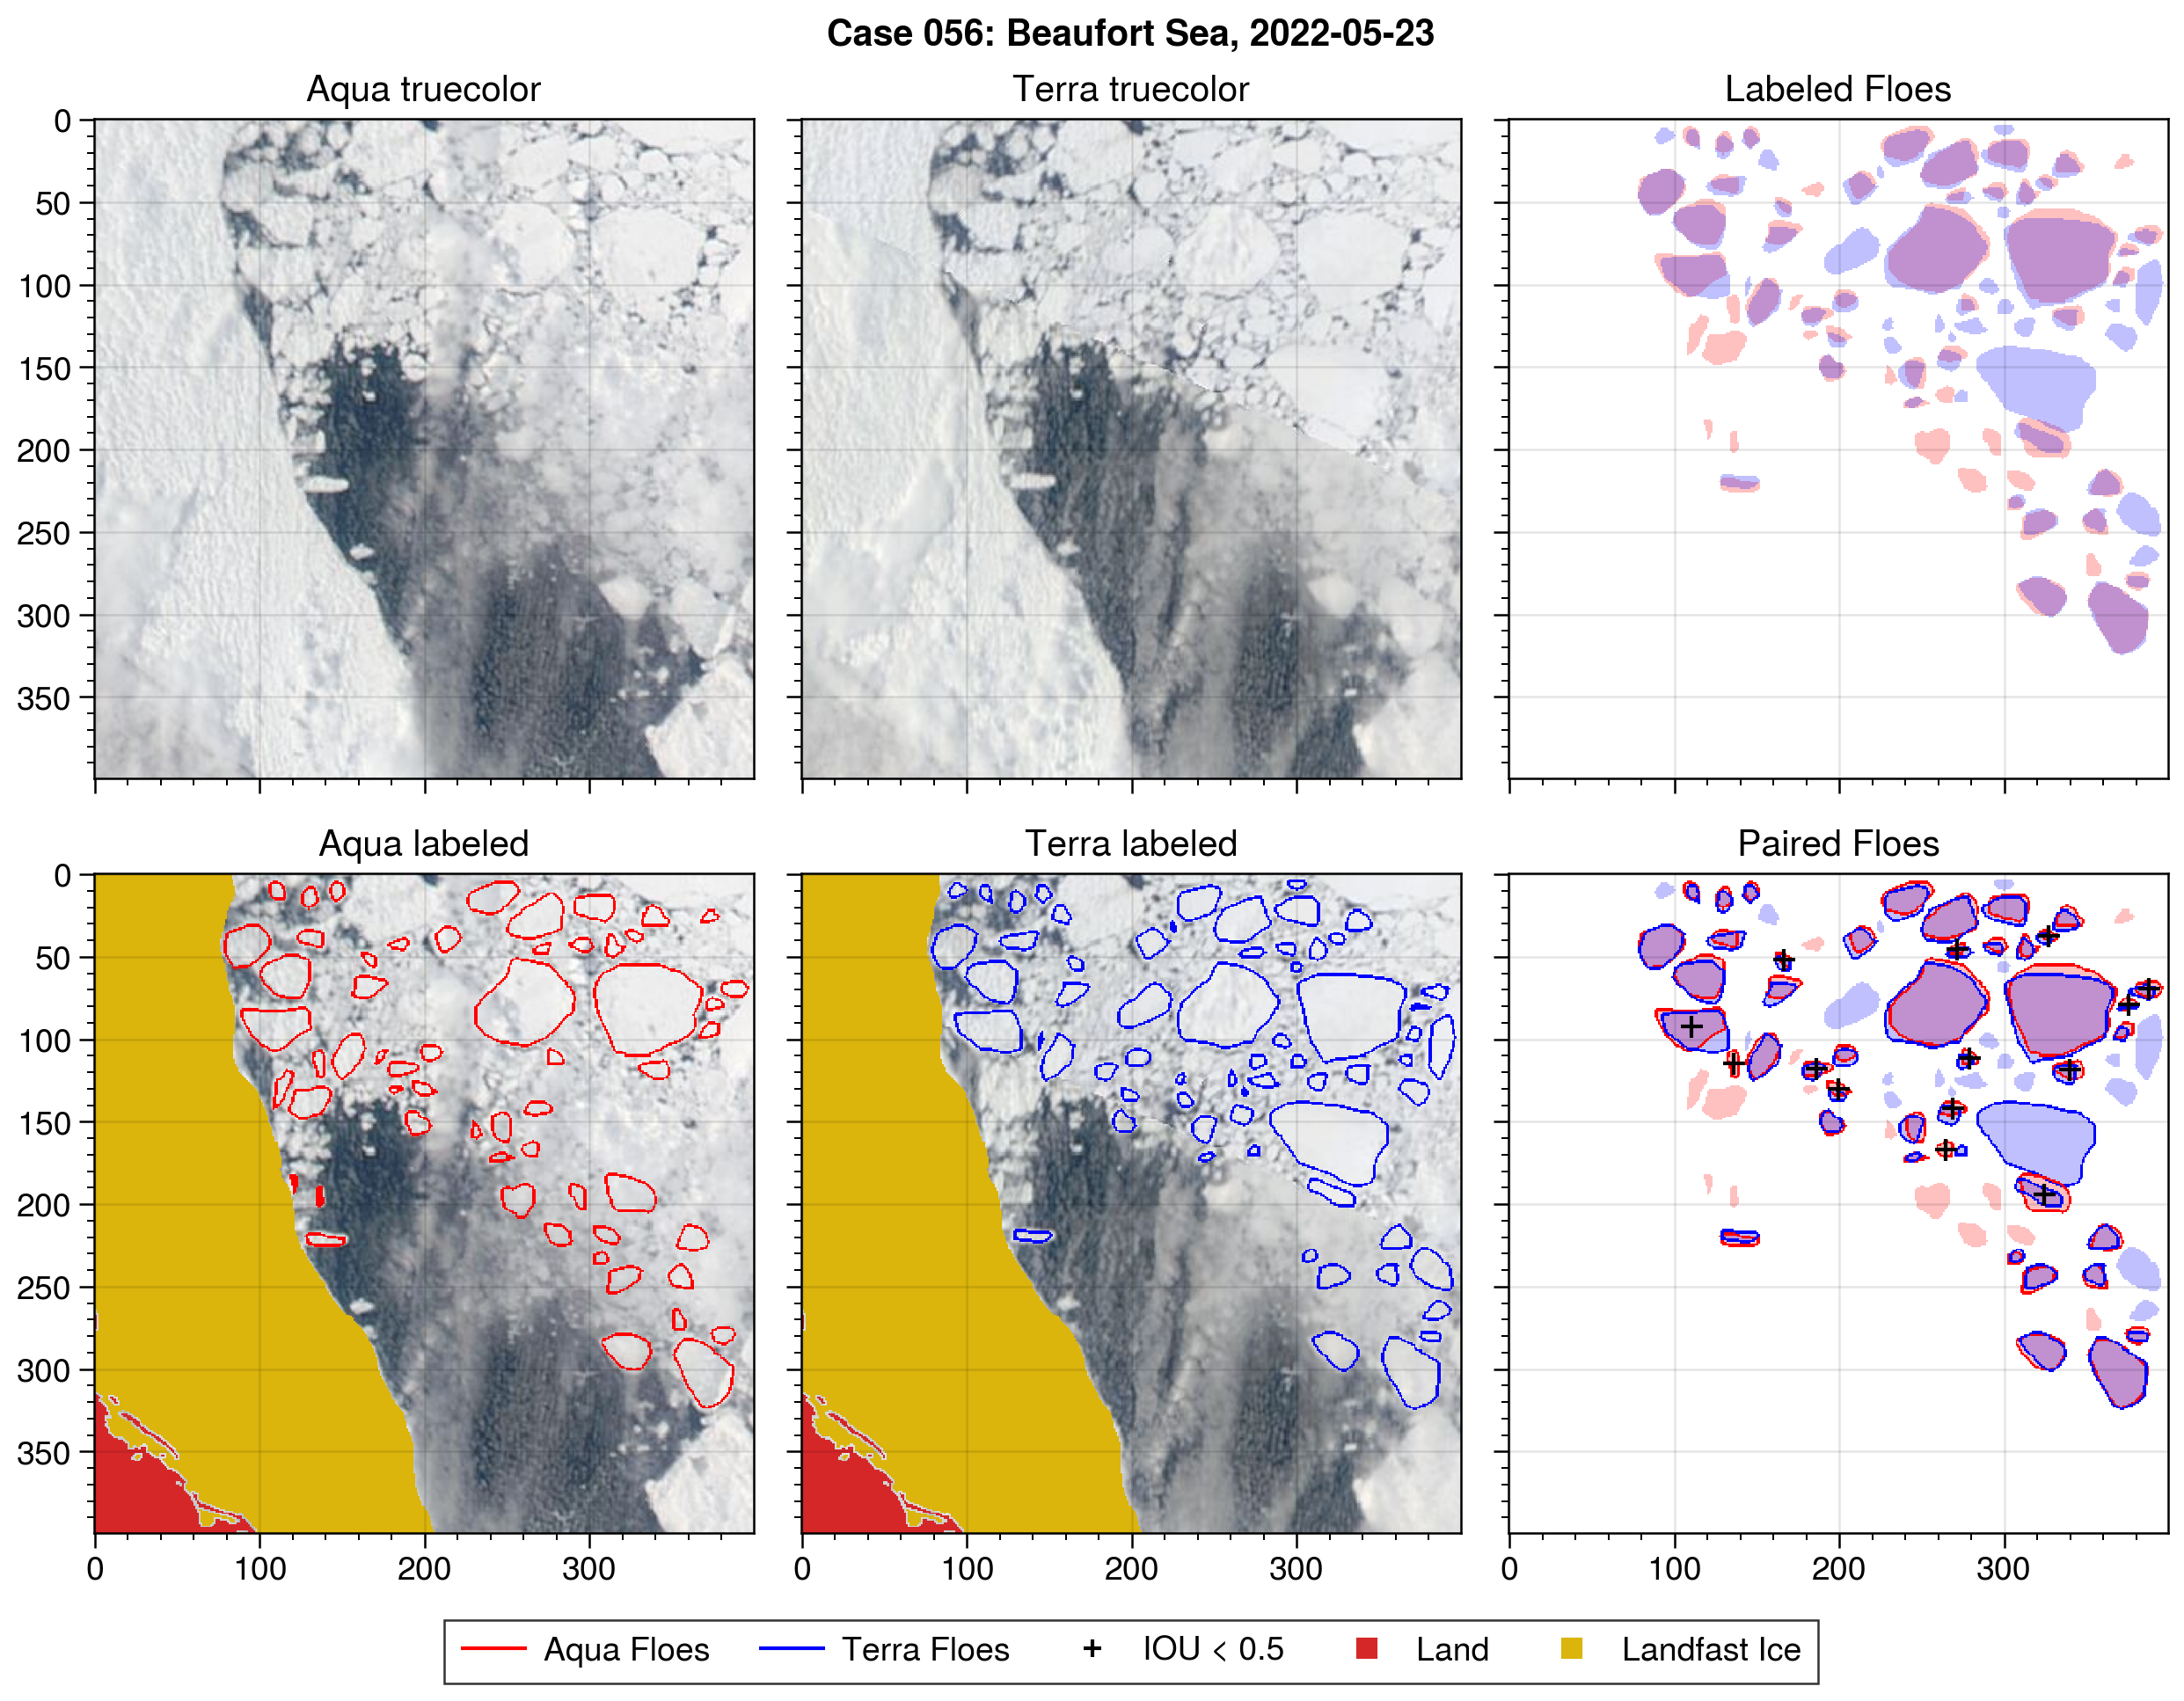 Case 056: Beaufort Sea, 2022-05-23
Aqua truecolor
Terra truecolor
Labeled Floes
0
50
100
150
200
250
300
350
Aqua labeled
Terra labeled
Paired Floes
0
50
100
150
200
250
300
350
0 100 200 300
0 100 200 300
0 100 200 300
Aqua Floes Terra Floes + IOU < 0.5 Land Landfast Ice